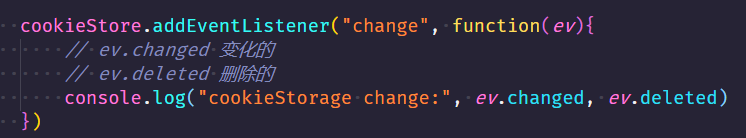 cookieStore.addEventListener("change", function(ev){
// ev.changed 变化的
// ev.deleted 删除的
console.log("cookieStorage change:", ev.changed, ev.deleted)
})